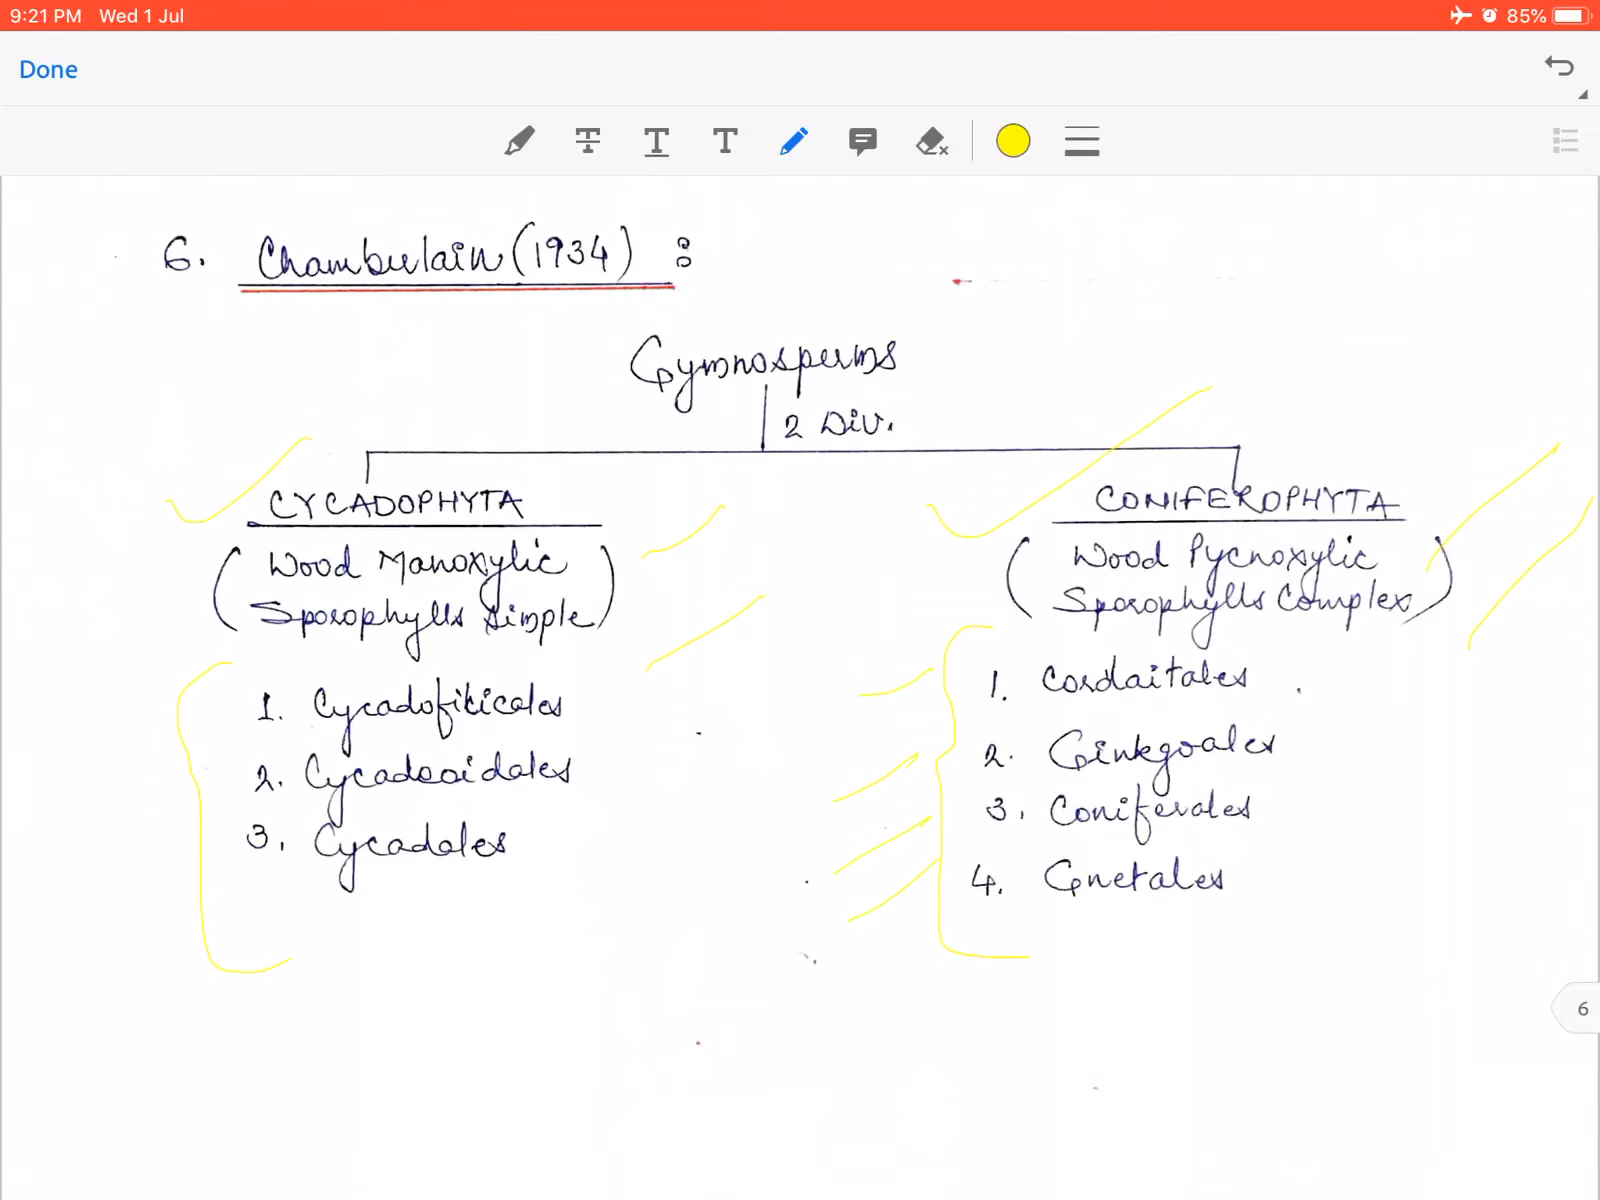 9:21 PM Wed 1 Jul 85%
Done
T T T
6. Chamberlain (1934) :
Gymnosperms
2 Div.
CYCADOPHYTA
(Wood Manoxylic
Sporophylls simple)
1. Cycadofilicales
2. Cycadeoidales
3. Cycadales
CONIFEROPHYTA
(Wood Pycnoxylic
Sporophylls Complex)
1. Cordaitales
2. Ginkgoales
3. Coniferales
4. Gnetales
6